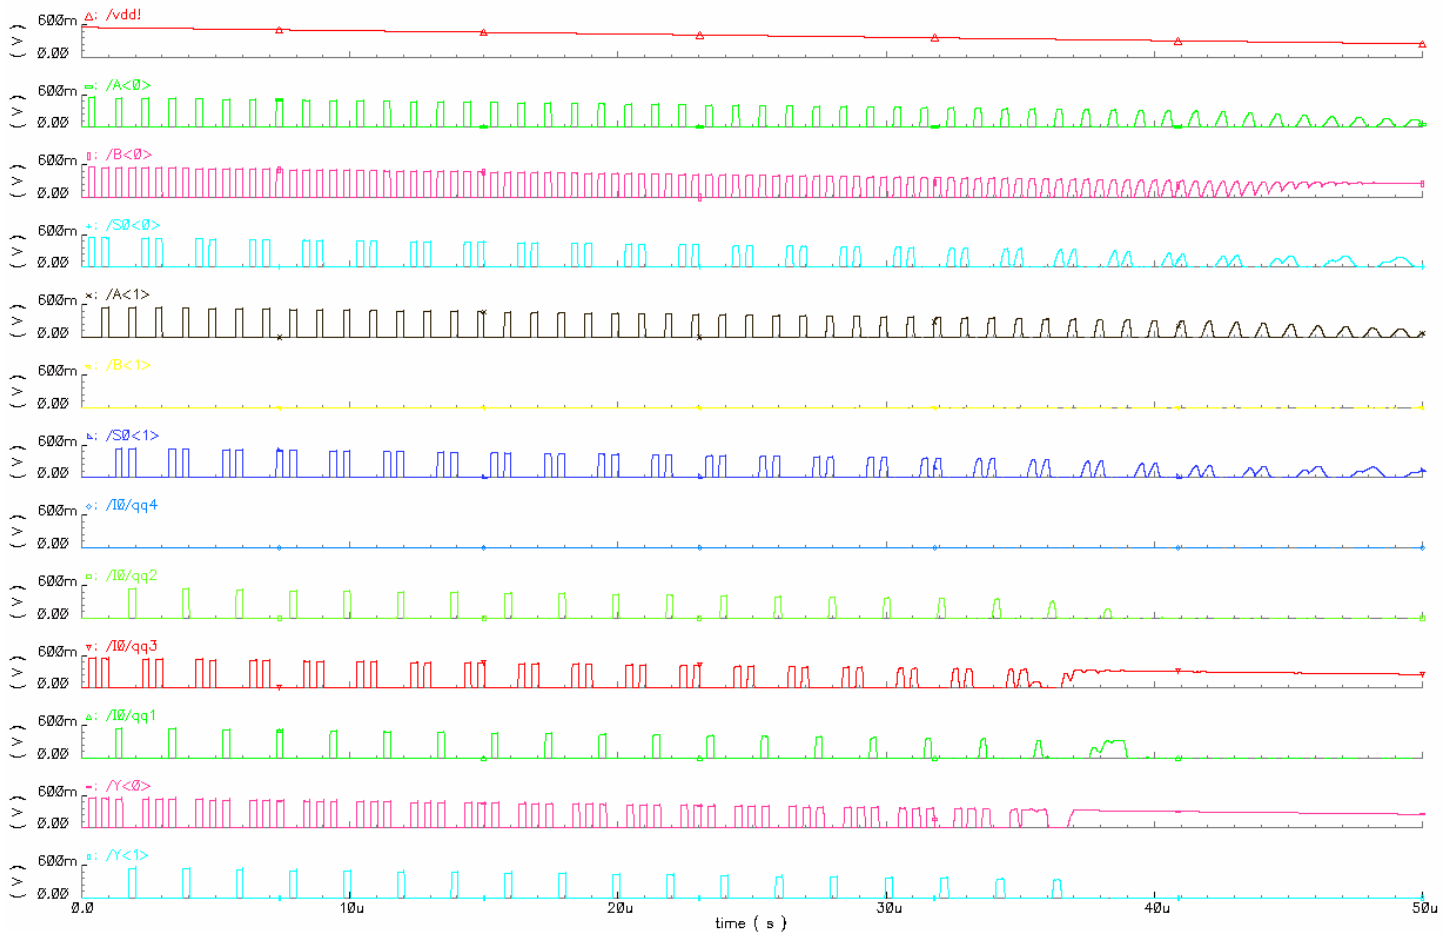 600m
/vdd!
( V )
0.00
600m
/A<0>
( V )
0.00
600m
/B<0>
( V )
0.00
600m
/S0<0>
( V )
0.00
600m
/A<1>
( V )
0.00
600m
/B<1>
( V )
0.00
600m
/S0<1>
( V )
0.00
600m
/I0/qq4
( V )
0.00
600m
/I0/qq2
( V )
0.00
600m
/I0/qq3
( V )
0.00
600m
/I0/qq1
( V )
0.00
600m
/Y<0>
( V )
0.00
600m
/Y<1>
( V )
0.00
0.0 10u 20u 30u 40u 50u
time ( s )